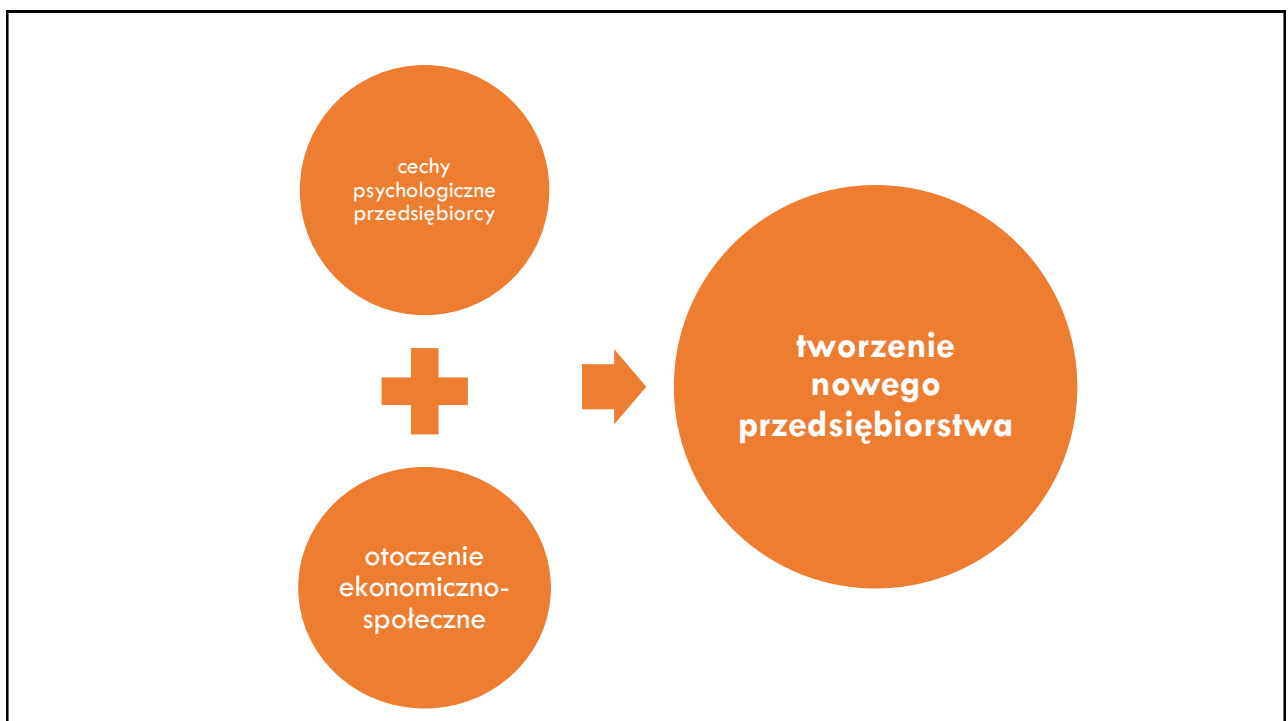 cechy
psychologiczne
przedsiębiorcy
otoczenie
ekonomiczno-
społeczne
tworzenie
nowego
przedsiębiorstwa